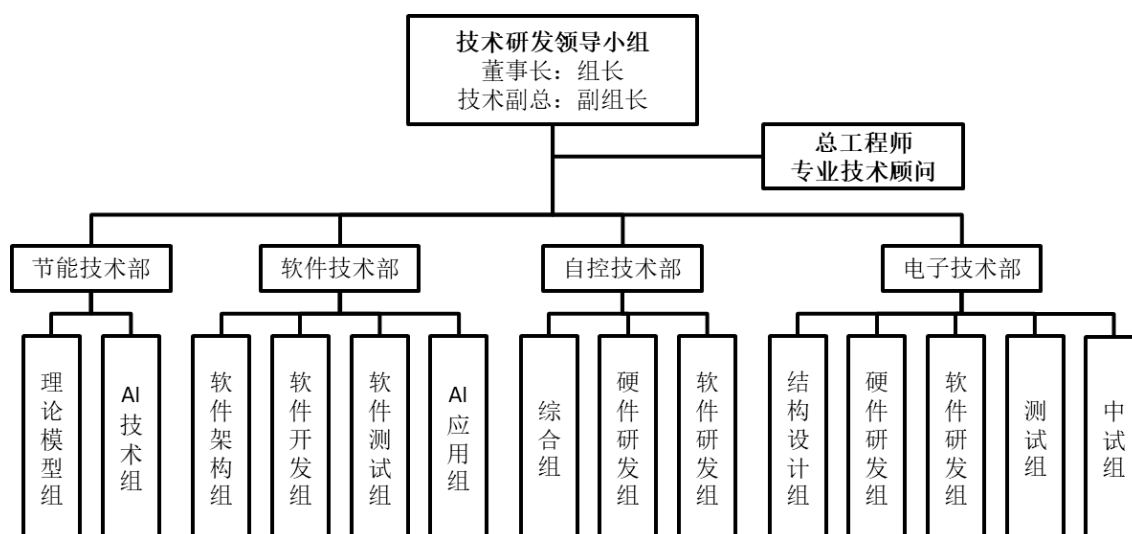 技术研发领导小组
董事长：组长
技术副总：副组长
总工程师
专业技术顾问
节能技术部
软件技术部
自控技术部
电子技术部
理论模型组
AI技术组
软件架构组
软件开发组
软件测试组
AI应用组
综合组
硬件研发组
软件研发组
结构设计组
硬件研发组
软件研发组
测试组
中试组